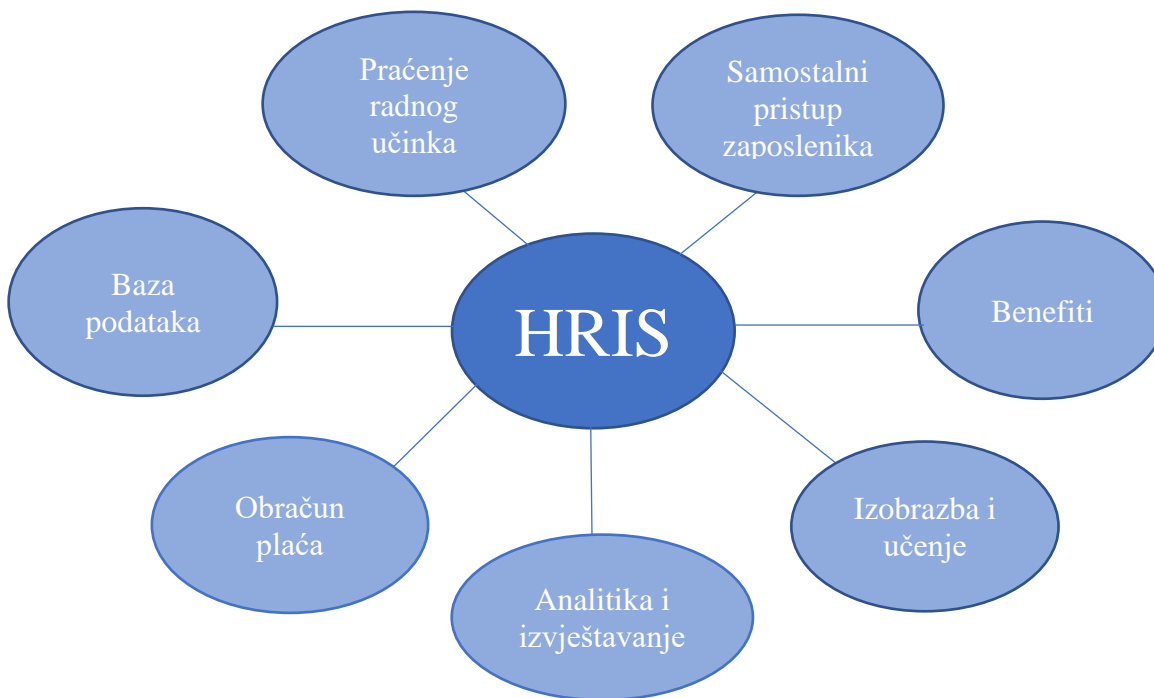 Praćenje
radnog
učinka
Samostalni
pristup
zaposlenika
Baza
podataka
HRIS
Benefiti
Obračun
plaća
Izobrazba i
učenje
Analitika i
izvještavanje